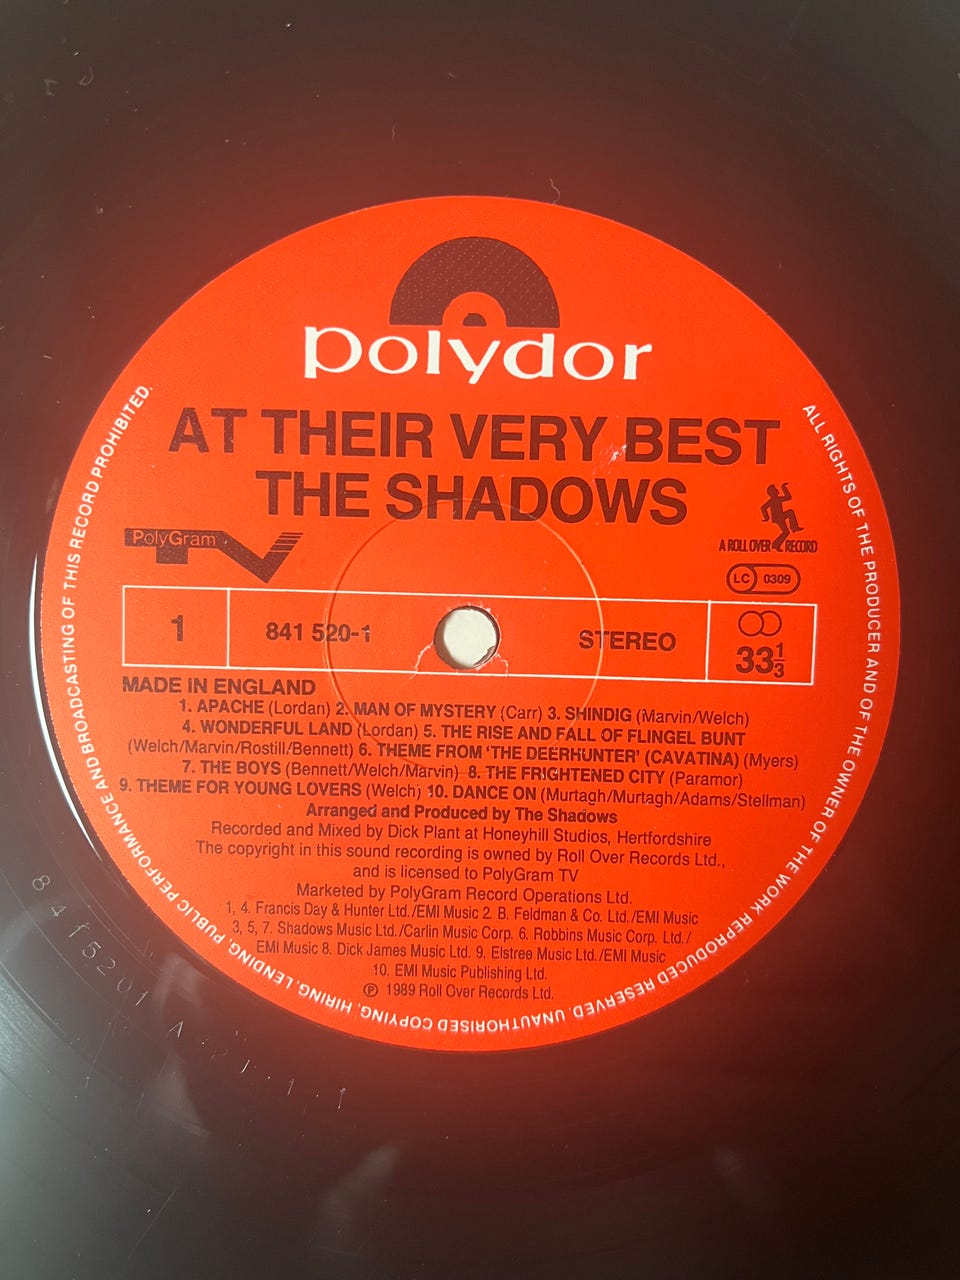 polydor
AT THEIR VERY BEST
THE SHADOWS
PolyGram
TV
A ROLL OVER RECORD
LC 0309
1
841 520-1
STEREO
33⅓
MADE IN ENGLAND
1. APACHE (Lordan) 2. MAN OF MYSTERY (Carr) 3. SHINDIG (Marvin/Welch)
4. WONDERFUL LAND (Lordan) 5. THE RISE AND FALL OF FLINGEL BUNT
(Welch/Marvin/Rostill/Bennett) 6. THEME FROM 'THE DEERHUNTER' (CAVATINA) (Myers)
7. THE BOYS (Bennett/Welch/Marvin) 8. THE FRIGHTENED CITY (Paramor)
9. THEME FOR YOUNG LOVERS (Welch) 10. DANCE ON (Murtagh/Murtagh/Adams/Stellman)
Arranged and Produced by The Shadows
Recorded and Mixed by Dick Plant at Honeyhill Studios, Hertfordshire
The copyright in this sound recording is owned by Roll Over Records Ltd.,
and is licensed to PolyGram TV
Marketed by PolyGram Record Operations Ltd.
1, 4. Francis Day & Hunter Ltd./EMI Music 2. B. Feldman & Co. Ltd./EMI Music
3, 5, 7. Shadows Music Ltd./Carlin Music Corp. 6. Robbins Music Corp. Ltd./
EMI Music 8. Dick James Music Ltd. 9. Elstree Music Ltd./EMI Music
10. EMI Music Publishing Ltd.
℗ 1989 Roll Over Records Ltd.
ALL RIGHTS OF THE PRODUCER AND OF THE OWNER OF THE WORK REPRODUCED RESERVED. UNAUTHORISED COPYING, HIRING, LENDING, PUBLIC PERFORMANCE AND BROADCASTING OF THIS RECORD PROHIBITED.
8415201 A 2 1 1 1